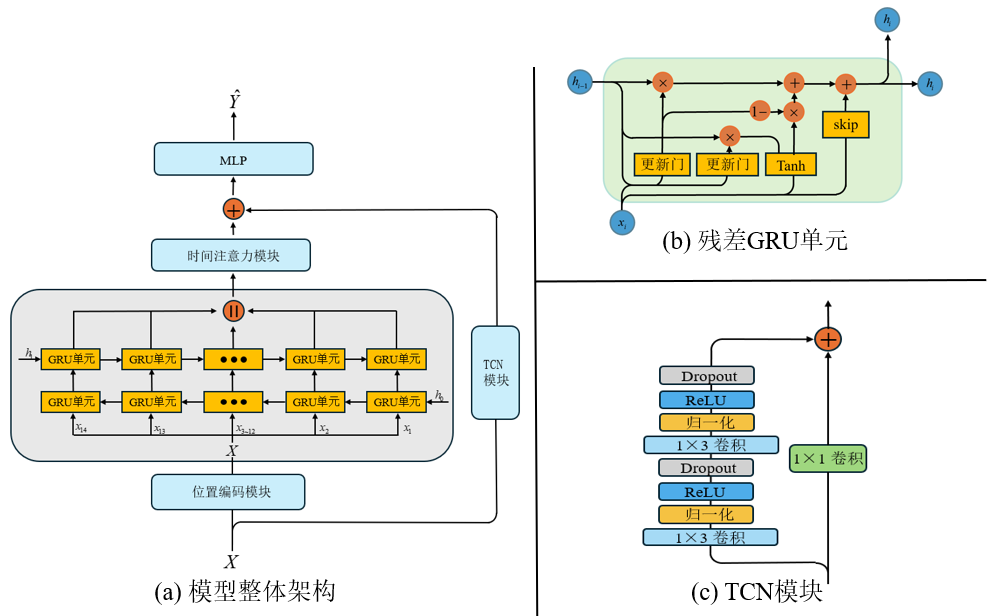 Ŷ
MLP
+
时间注意力模块
GRU单元
GRU单元
●●●
GRU单元
GRU单元
GRU单元
GRU单元
●●●
GRU单元
GRU单元
h₀
x₁₄
x₁₃
x₃₋₁₂
x₂
x₁
X
位置编码模块
TCN
模块
X
(a) 模型整体架构
hᵢ
hᵢ₋₁
×
+
+
hᵢ
1−
×
×
skip
更新门
更新门
Tanh
xᵢ
(b) 残差GRU单元
+
Dropout
ReLU
归一化
1×3 卷积
Dropout
ReLU
归一化
1×3 卷积
1×1 卷积
(c) TCN模块